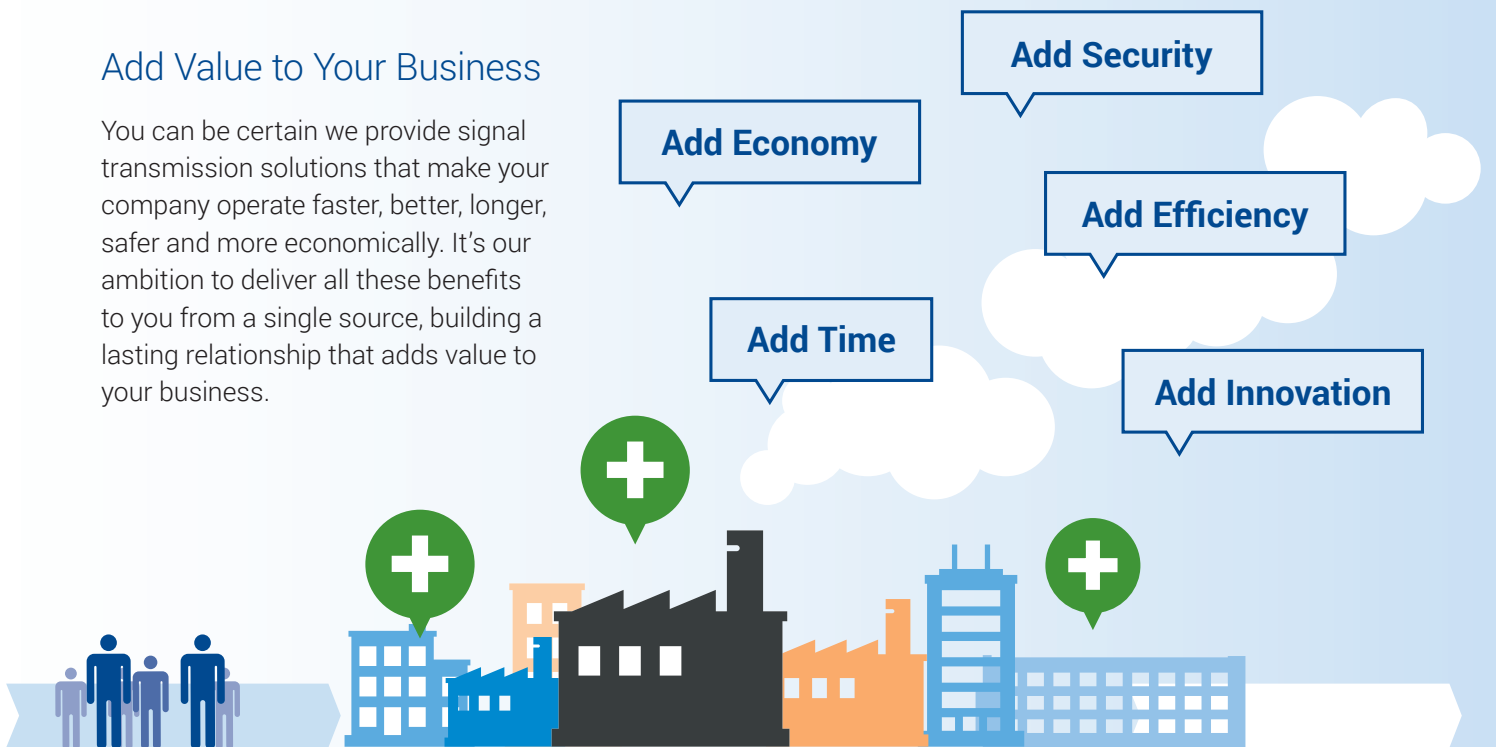 Add Value to Your Business
You can be certain we provide signal
transmission solutions that make your
company operate faster, better, longer,
safer and more economically. It’s our
ambition to deliver all these benefits
to you from a single source, building a
lasting relationship that adds value to
your business.
Add Security
Add Economy
Add Efficiency
Add Time
Add Innovation